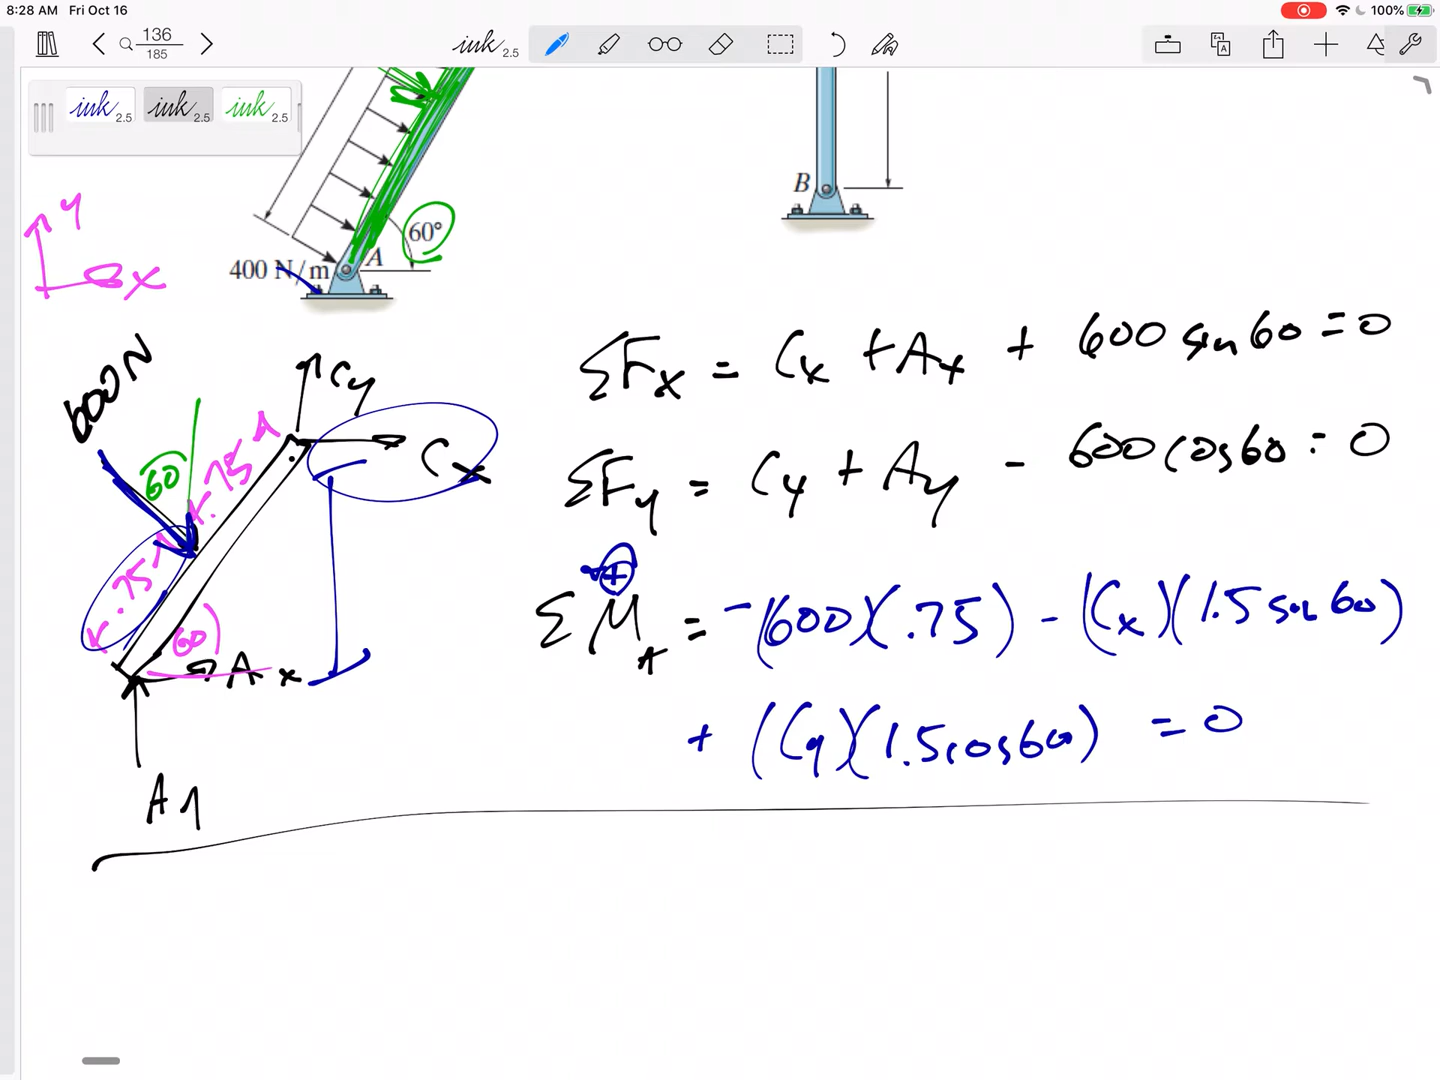 8:28 AM Fri Oct 16
100%
136
185
ink 2.5
ink 2.5
ink 2.5
ink 2.5
60°
A
400 N/m
B
y
x
600N
60
.75
.75
60
Cy
Cx
Ax
Ay
ΣFx = Cx + Ax + 600 sin 60 = 0
ΣFy = Cy + Ay - 600 cos 60 = 0
+
ΣM_A = -(600)(.75) - (Cx)(1.5 sin 60)
+ (Cy)(1.5 cos 60) = 0